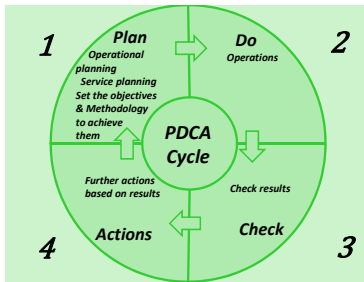 1
Plan
Operational
planning
Service planning
Set the objectives
& Methodology
to achieve
them
Do
Operations
2
PDCA
Cycle
Further actions
based on results
Actions
4
Check results
Check
3